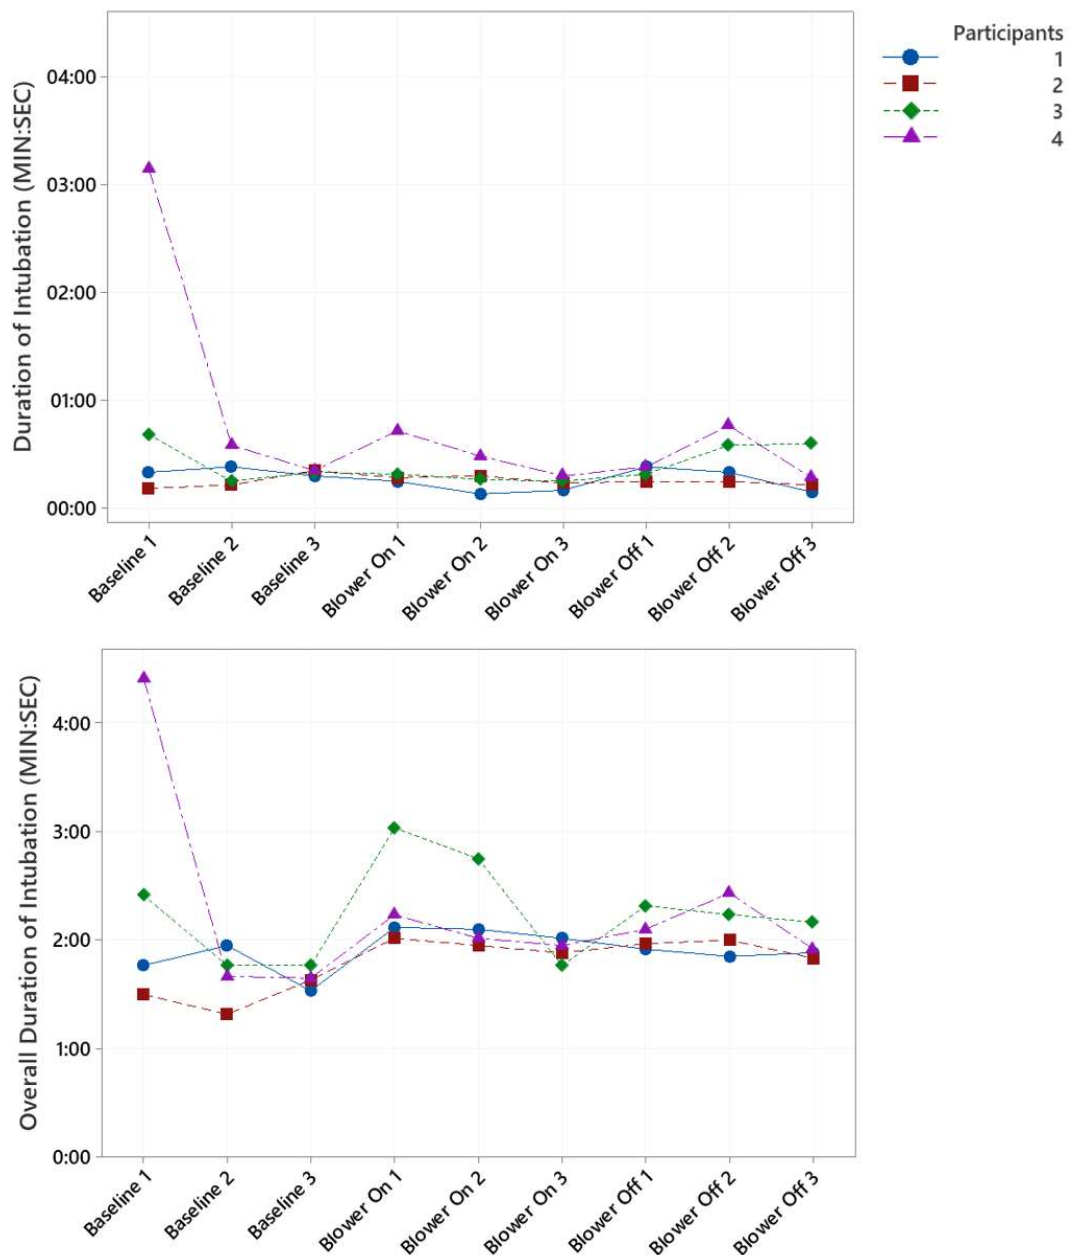 Participants
1
2
3
4
Duration of Intubation (MIN:SEC)
04:00
03:00
02:00
01:00
00:00
Baseline 1
Baseline 2
Baseline 3
Blower On 1
Blower On 2
Blower On 3
Blower Off 1
Blower Off 2
Blower Off 3
Overall Duration of Intubation (MIN:SEC)
4:00
3:00
2:00
1:00
0:00
Baseline 1
Baseline 2
Baseline 3
Blower On 1
Blower On 2
Blower On 3
Blower Off 1
Blower Off 2
Blower Off 3